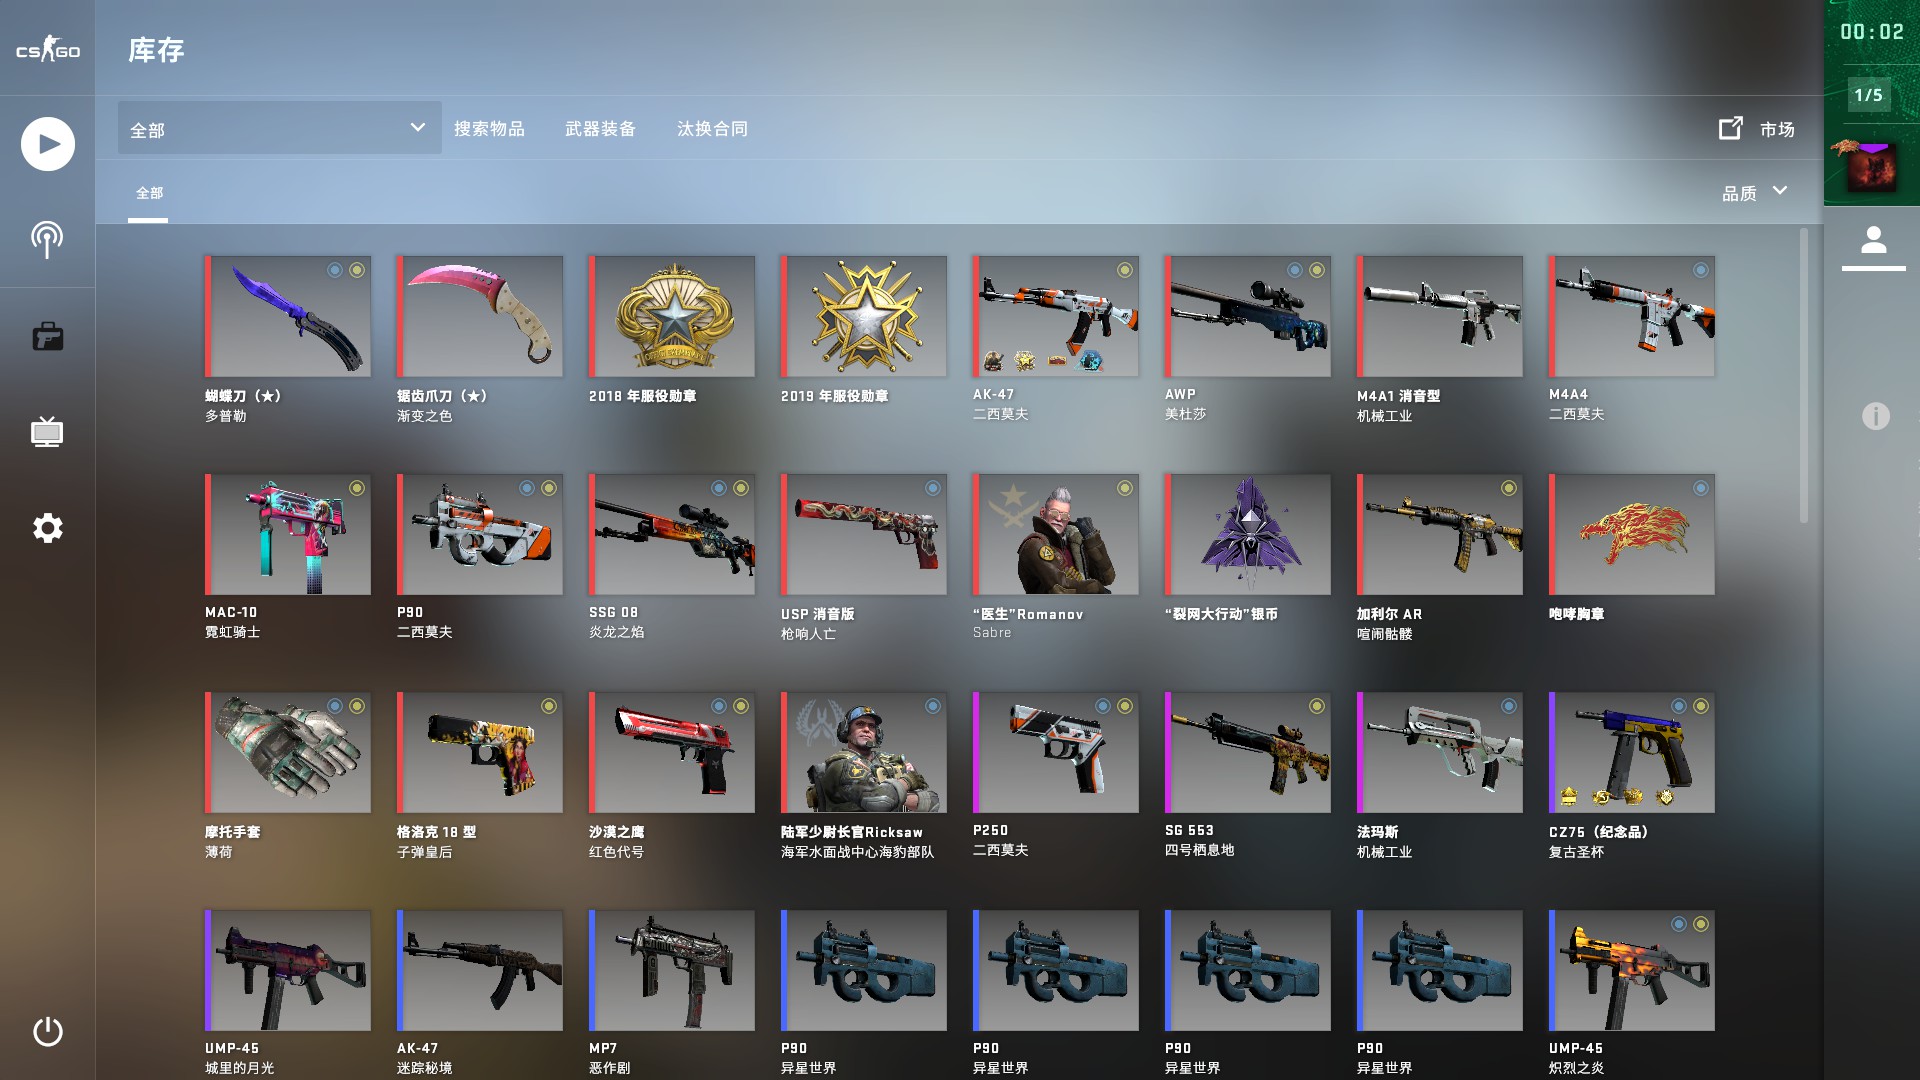 CS GO
库存
00:02
1/5
全部
搜索物品
武器装备
汰换合同
市场
全部
品质
蝴蝶刀（★）
多普勒
锯齿爪刀（★）
渐变之色
2018 年服役勋章
2019 年服役勋章
AK-47
二西莫夫
AWP
美杜莎
M4A1 消音型
机械工业
M4A4
二西莫夫
MAC-10
霓虹骑士
P90
二西莫夫
SSG 08
炎龙之焰
USP 消音版
枪响人亡
“医生”Romanov
Sabre
“裂网大行动”银币
加利尔 AR
喧闹骷髅
咆哮胸章
摩托手套
薄荷
格洛克 18 型
子弹皇后
沙漠之鹰
红色代号
陆军少尉长官Ricksaw
海军水面战中心海豹部队
P250
二西莫夫
SG 553
四号栖息地
法玛斯
机械工业
CZ75（纪念品）
复古圣杯
UMP-45
城里的月光
AK-47
迷踪秘境
MP7
恶作剧
P90
异星世界
P90
异星世界
P90
异星世界
P90
异星世界
UMP-45
炽烈之炎